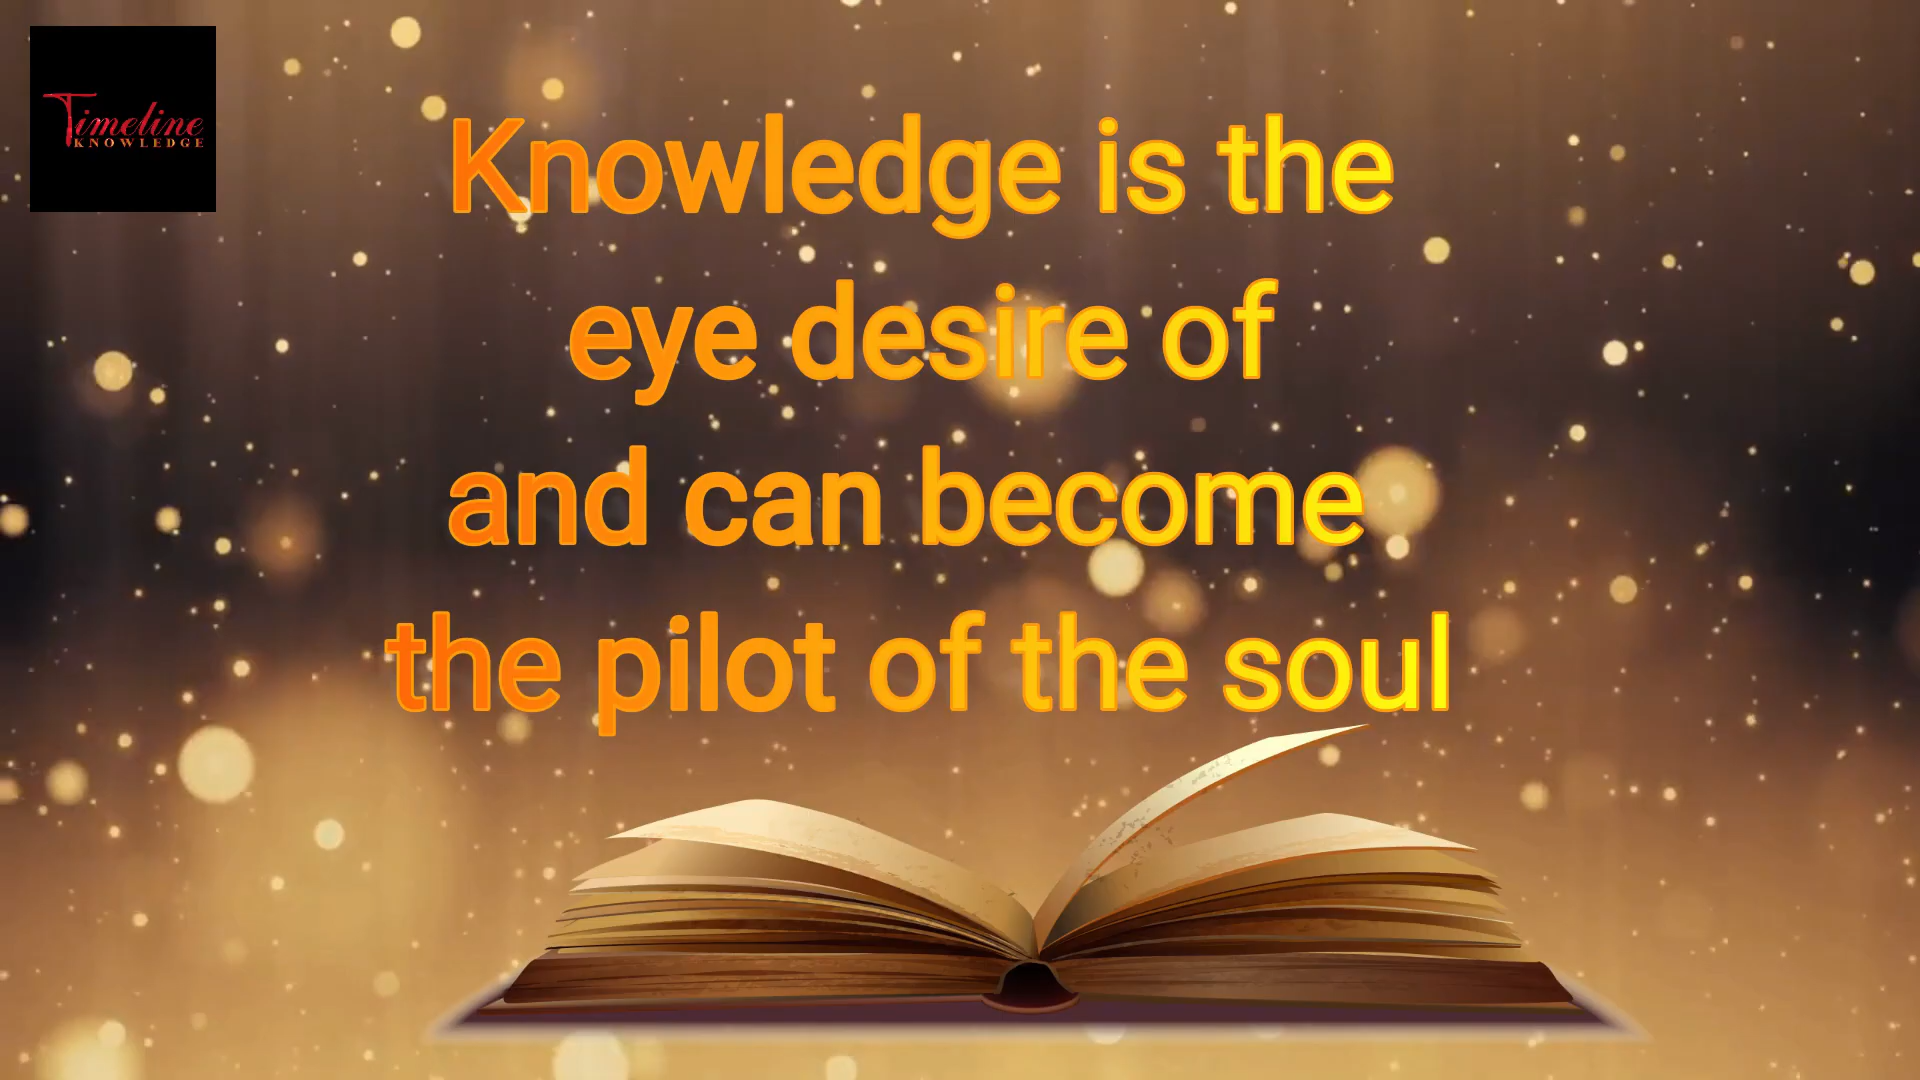 Timeline
KNOWLEDGE
Knowledge is the
eye desire of
and can become
the pilot of the soul